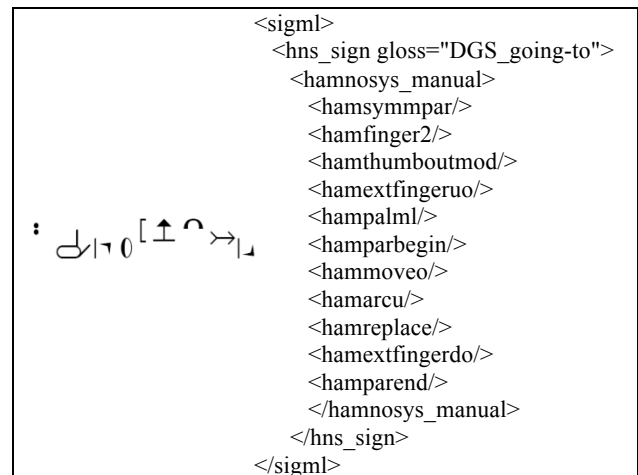 <sigml>
<hns_sign gloss="DGS_going-to">
<hamnosys_manual>
<hamsymmpar/>
<hamfinger2/>
<hamthumboutmod/>
<hamextfingeruo/>
<hampalml/>
<hamparbegin/>
<hammoveo/>
<hamarcu/>
<hamreplace/>
<hamextfingerdo/>
<hamparend/>
</hamnosys_manual>
</hns_sign>
</sigml>